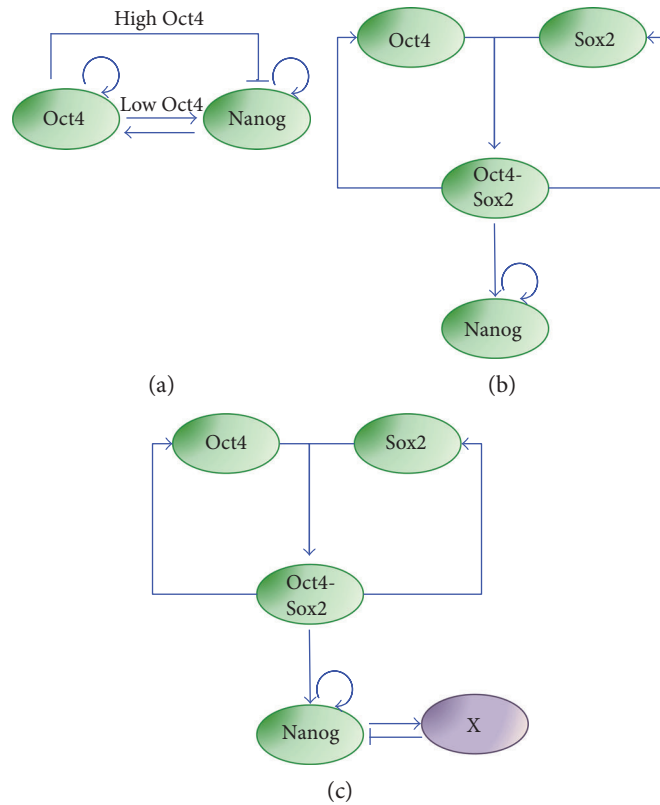 High Oct4
Oct4
Low Oct4
Nanog
(a)
Oct4
Sox2
Oct4-
Sox2
Nanog
(b)
Oct4
Sox2
Oct4-
Sox2
Nanog
X
(c)